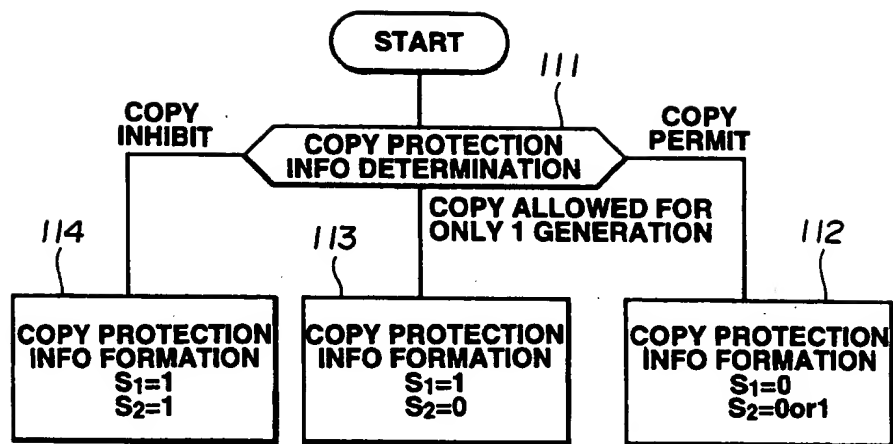 START
111
COPY
INHIBIT
COPY PROTECTION
INFO DETERMINATION
COPY
PERMIT
COPY ALLOWED FOR
ONLY 1 GENERATION
114
113
112
COPY PROTECTION
INFO FORMATION
S1=1
S2=1
COPY PROTECTION
INFO FORMATION
S1=1
S2=0
COPY PROTECTION
INFO FORMATION
S1=0
S2=0or1